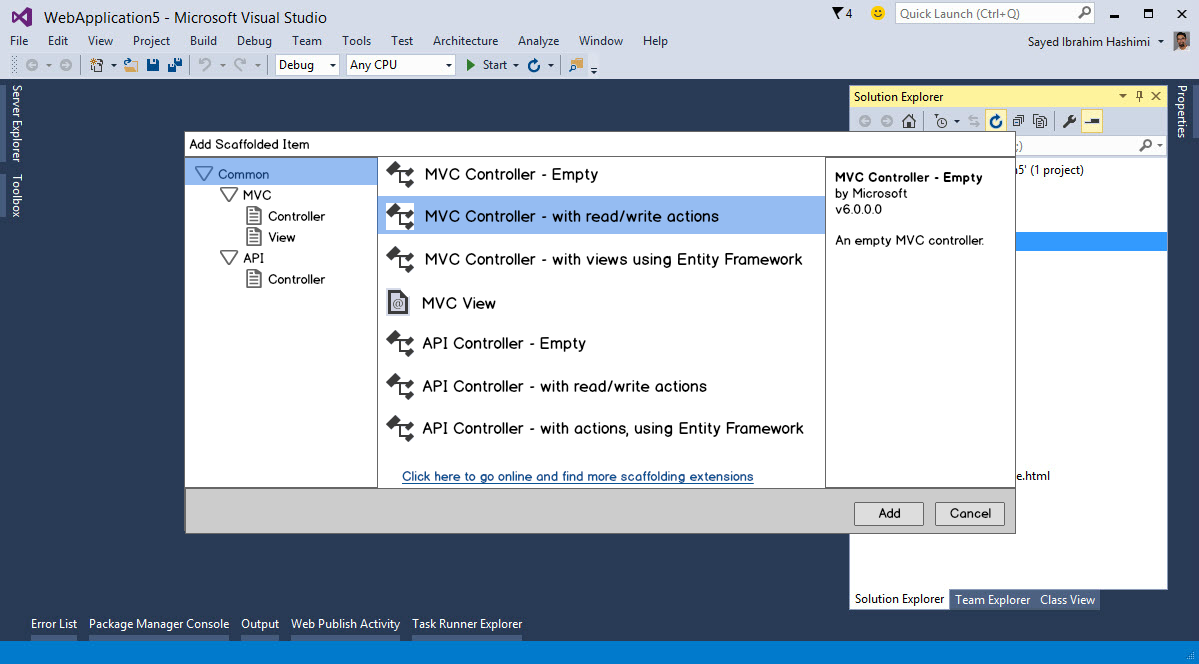 WebApplication5 - Microsoft Visual Studio
4
Quick Launch (Ctrl+Q)
File Edit View Project Build Debug Team Tools Test Architecture Analyze Window Help
Sayed Ibrahim Hashimi
Debug Any CPU Start
Server Explorer
Toolbox
Solution Explorer
Properties
Add Scaffolded Item
Common
MVC
Controller
View
API
Controller
MVC Controller - Empty
MVC Controller - with read/write actions
MVC Controller - with views using Entity Framework
MVC View
API Controller - Empty
API Controller - with read/write actions
API Controller - with actions, using Entity Framework
Click here to go online and find more scaffolding extensions
MVC Controller - Empty
by Microsoft
v6.0.0.0
An empty MVC controller.
Add Cancel
;)
5' (1 project)
e.html
Solution Explorer Team Explorer Class View
Error List Package Manager Console Output Web Publish Activity Task Runner Explorer